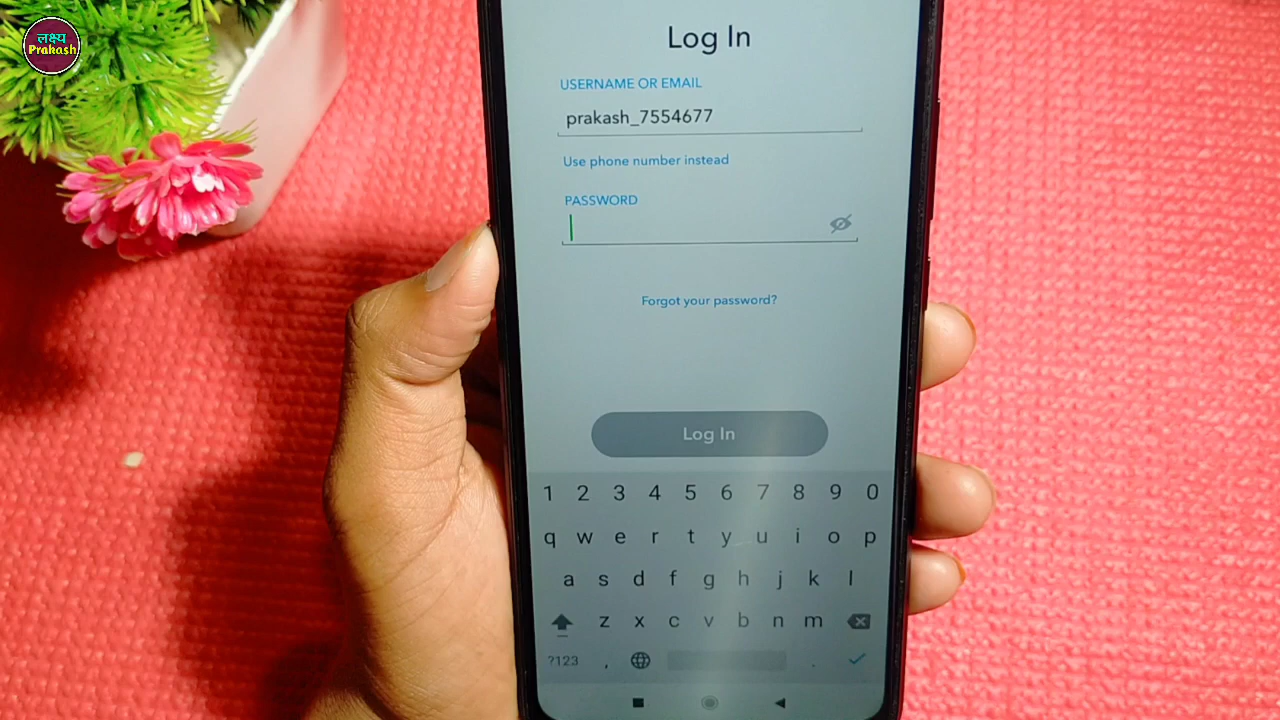 लक्ष्य
Prakash
Log In
USERNAME OR EMAIL
prakash_7554677
Use phone number instead
PASSWORD
Forgot your password?
Log In
1 2 3 4 5 6 7 8 9 0
q w e r t y u i o p
a s d f g h j k l
z x c v b n m
?123 , .